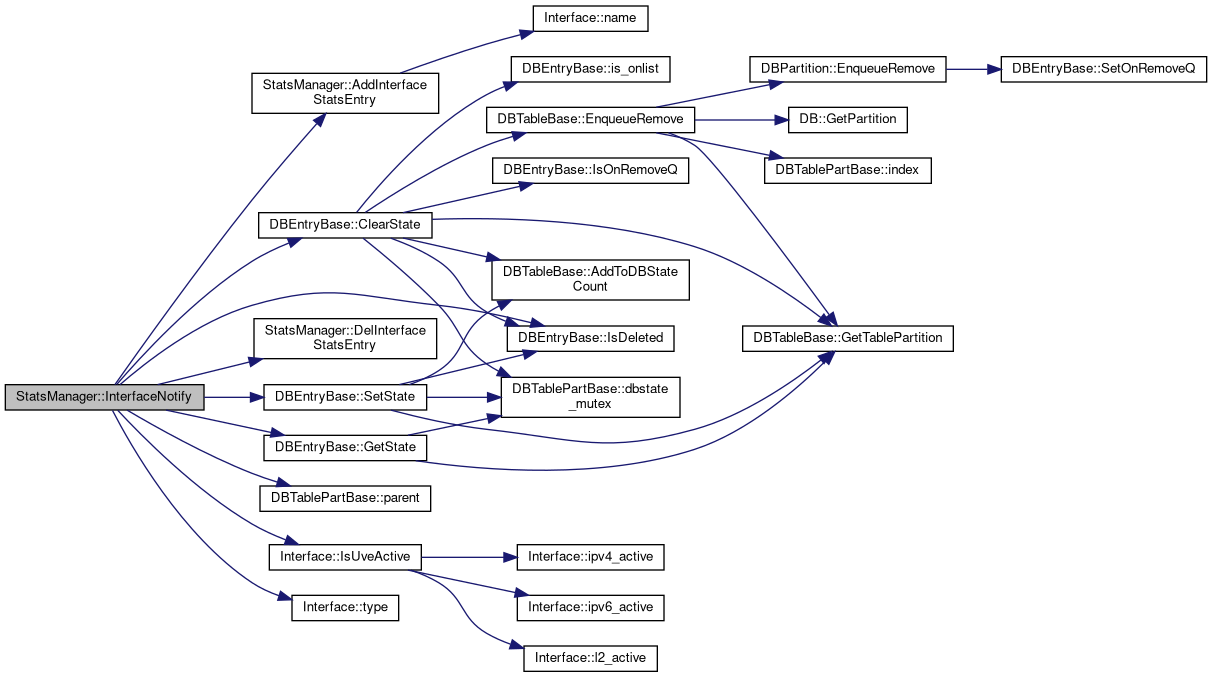 Interface::name
StatsManager::AddInterface
StatsEntry
DBEntryBase::is_onlist
DBPartition::EnqueueRemove
DBEntryBase::SetOnRemoveQ
DBTableBase::EnqueueRemove
DB::GetPartition
DBEntryBase::IsOnRemoveQ
DBTablePartBase::index
DBEntryBase::ClearState
DBTableBase::AddToDBState
Count
StatsManager::DelInterface
StatsEntry
DBEntryBase::IsDeleted
DBTableBase::GetTablePartition
StatsManager::InterfaceNotify
DBEntryBase::SetState
DBTablePartBase::dbstate
_mutex
DBEntryBase::GetState
DBTablePartBase::parent
Interface::IsUveActive
Interface::ipv4_active
Interface::type
Interface::ipv6_active
Interface::l2_active